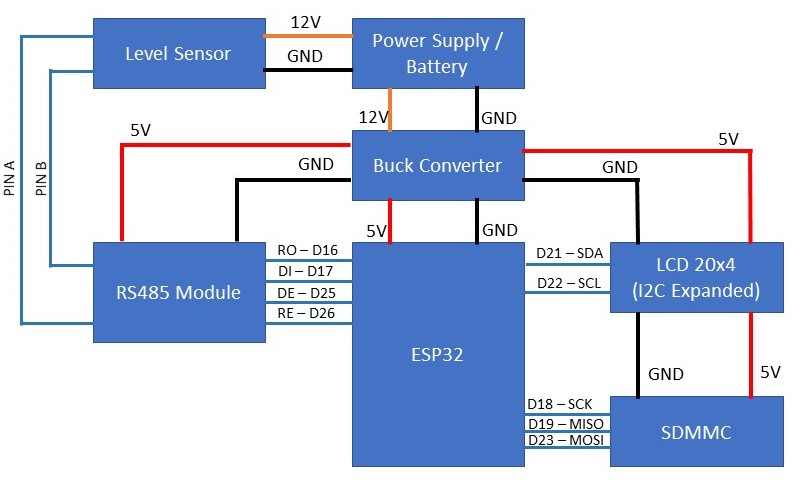 12V
Level Sensor
Power Supply /
Battery
GND
12V
GND
5V
5V
Buck Converter
GND
GND
PIN A
PIN B
5V
GND
RO – D16
D21 – SDA
LCD 20x4
(I2C Expanded)
DI – D17
D22 – SCL
RS485 Module
DE – D25
RE – D26
ESP32
GND
5V
D18 – SCK
D19 – MISO
D23 – MOSI
SDMMC